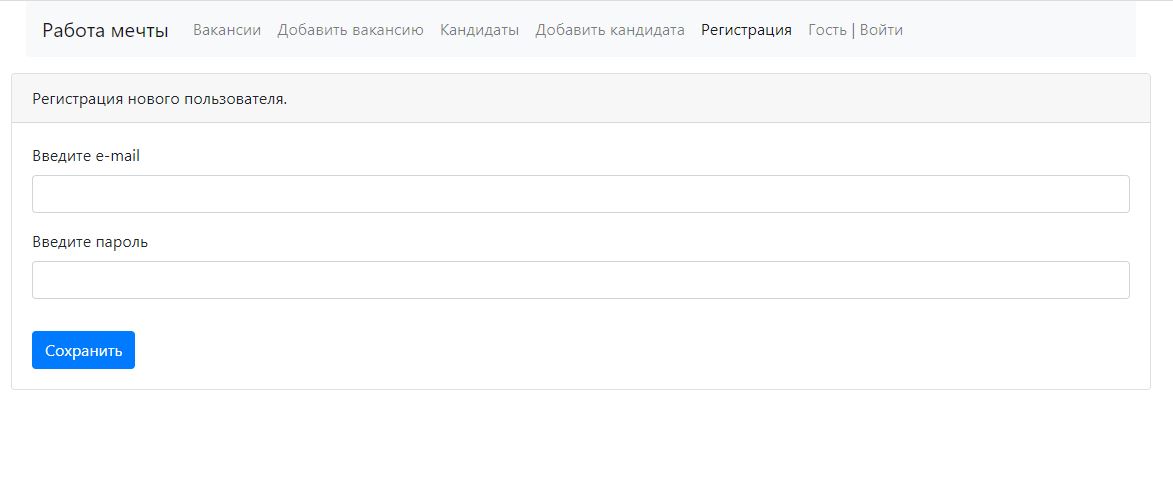 Работа мечты Вакансии Добавить вакансию Кандидаты Добавить кандидата Регистрация Гость | Войти
Регистрация нового пользователя.
Введите e-mail
Введите пароль
Сохранить